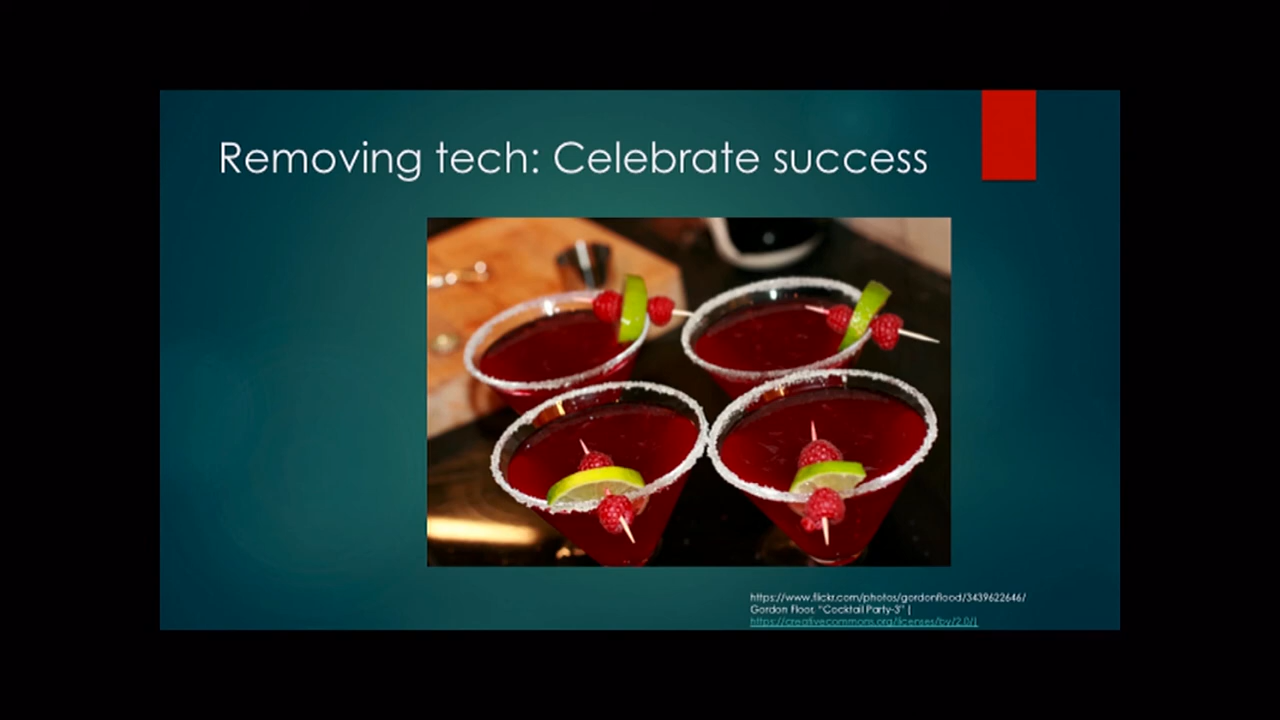 Removing tech: Celebrate success
https://www.flickr.com/photos/gordonflood/3439622646/
Gordon Floor, "Cocktail Party-3" |
https://creativecommons.org/licenses/by/2.0/|